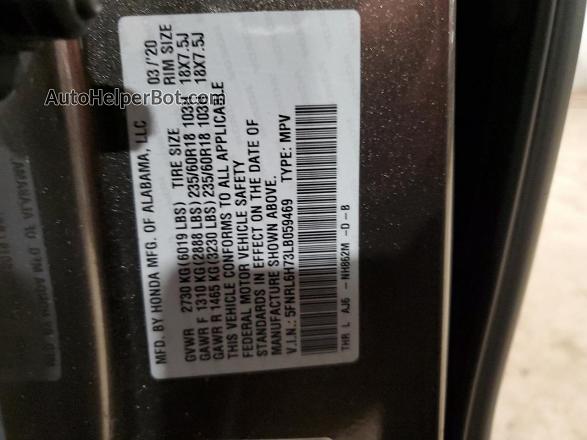 MFD. BY HONDA MFG. OF ALABAMA, LLC 03/'20
TIRE SIZE RIM SIZE
GVWR 2730 KG(6019 LBS)
GAWR F 1310 KG(2888 LBS)235/60R18 103H 18X7.5J
GAWR R 1465 KG(3230 LBS)235/60R18 103H 18X7.5J
THIS VEHICLE CONFORMS TO ALL APPLICABLE
FEDERAL MOTOR VEHICLE SAFETY
STANDARDS IN EFFECT ON THE DATE OF
MANUFACTURE SHOWN ABOVE.
V.I.N.: 5FNRL6H73LB059469 TYPE: MPV
THR L AJ6 -NH862M -D-B
AutoHelperBot.com